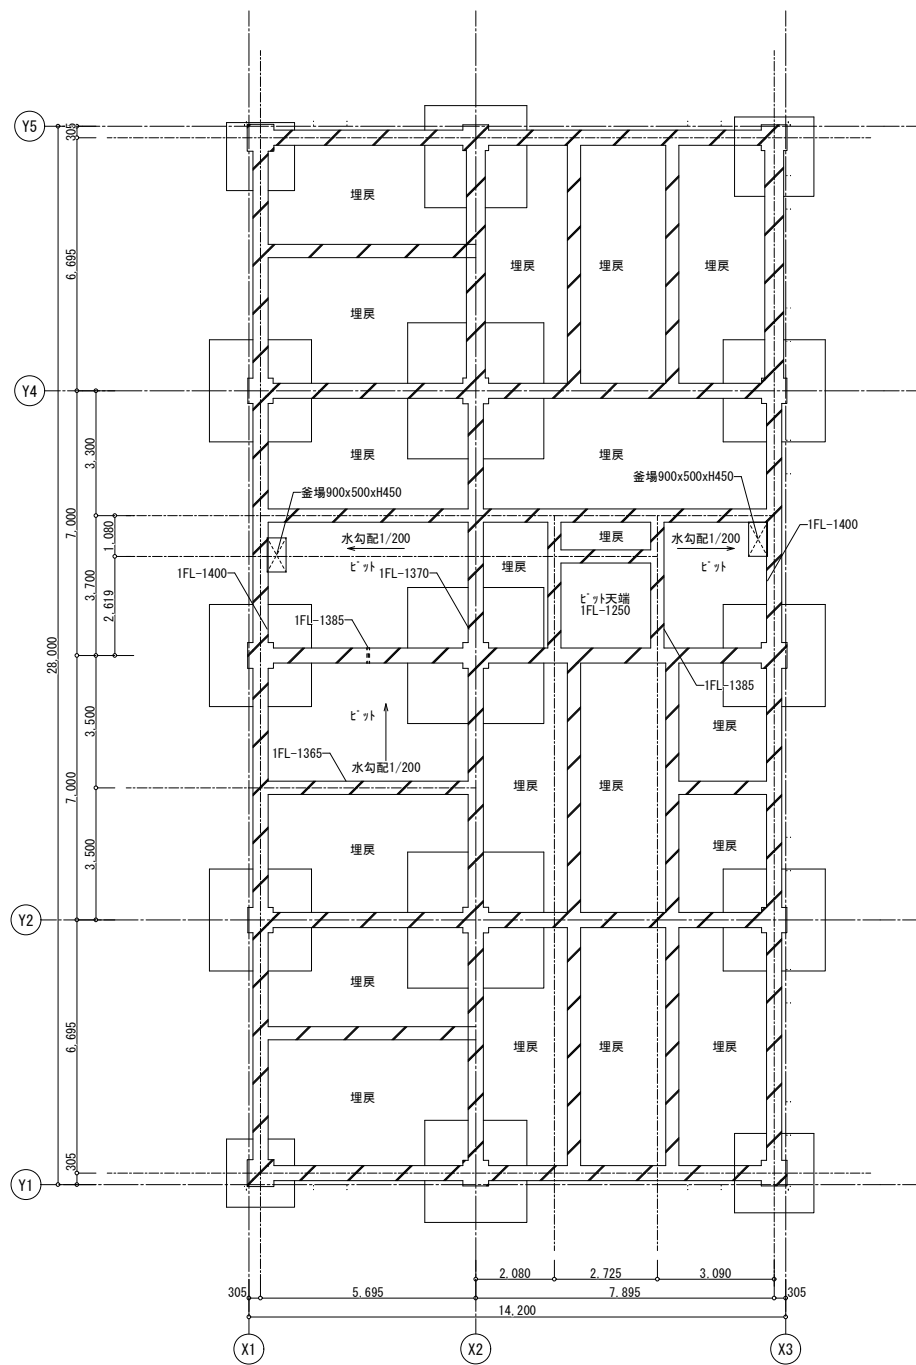 Y5
305
埋戻
埋戻
埋戻
埋戻
6,695
埋戻
Y4
3,300
埋戻
埋戻
釜場900x500xH450
釜場900x500xH450
7,000
1,080
1FL-1400
水勾配1/200
埋戻
水勾配1/200
ピット
1FL-1370
埋戻
ピット
1FL-1400
3,700
2,619
ピット天端
1FL-1250
1FL-1385
28,000
1FL-1385
ピット
埋戻
3,500
1FL-1365
水勾配1/200
7,000
埋戻
埋戻
3,500
埋戻
埋戻
Y2
埋戻
6,695
埋戻
埋戻
埋戻
埋戻
305
Y1
2,080
2,725
3,090
305
5,695
7,895
305
14,200
X1
X2
X3